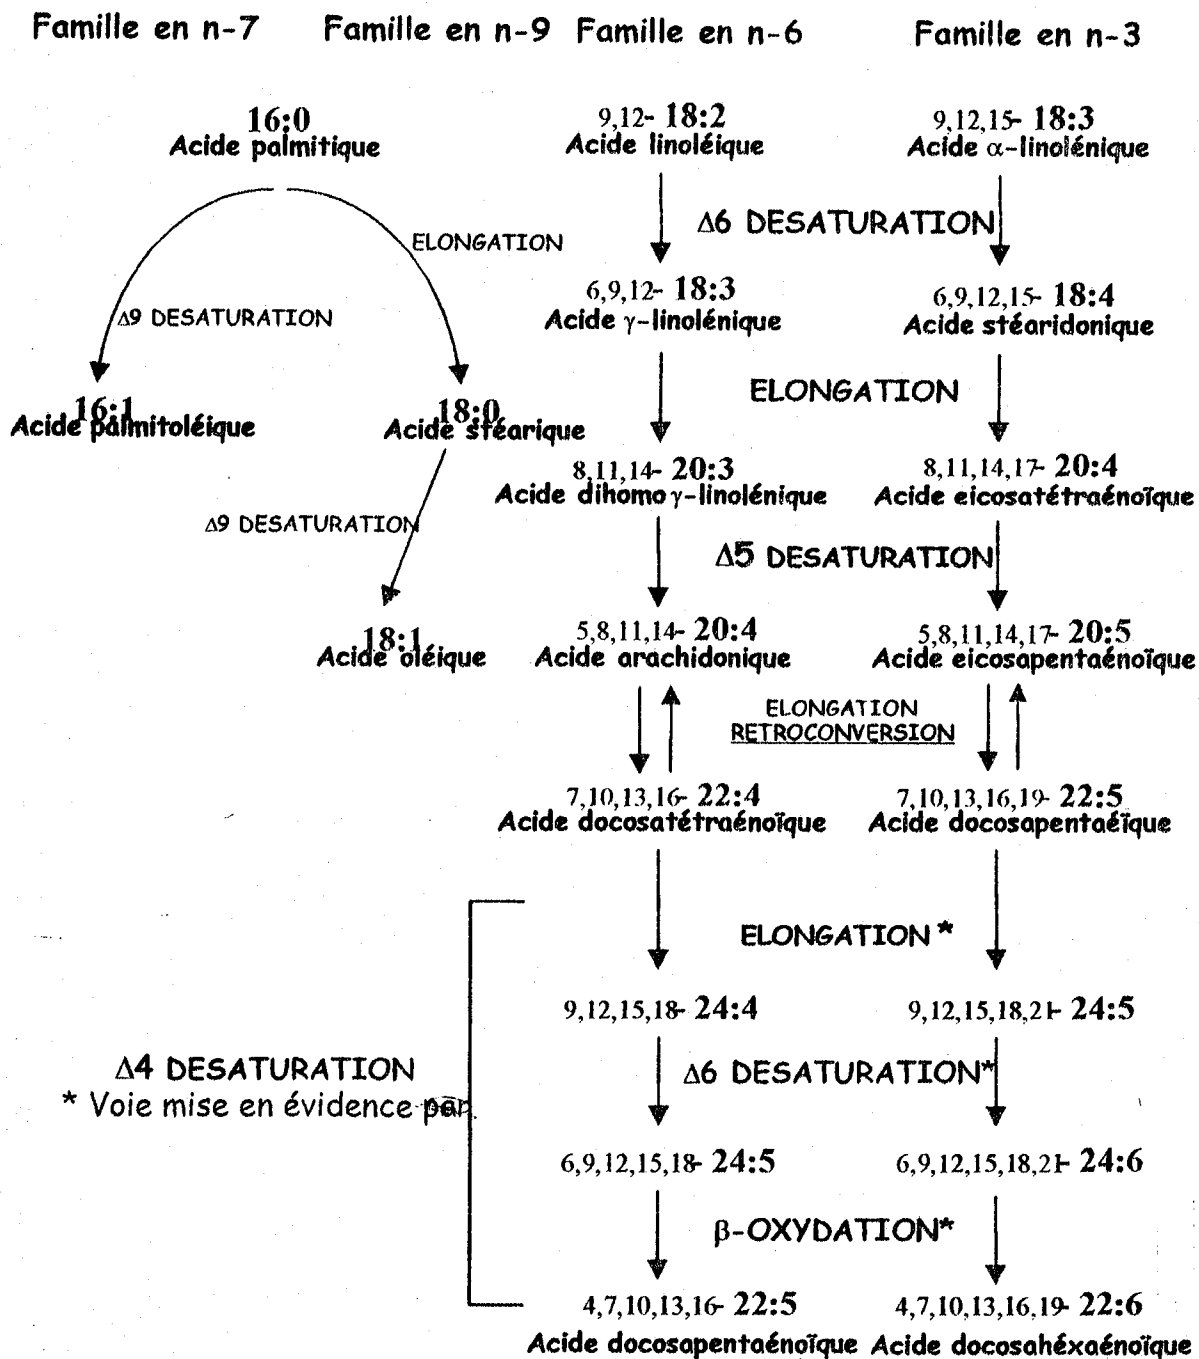 Famille en n-7 Famille en n-9 Famille en n-6 Famille en n-3
16:0
Acide palmitique
9,12- 18:2
Acide linoléique
9,12,15- 18:3
Acide α-linolénique
Δ6 DESATURATION
ELONGATION
Δ9 DESATURATION
6,9,12- 18:3
Acide γ-linolénique
6,9,12,15- 18:4
Acide stéaridonique
ELONGATION
16:1
Acide palmitoléique
18:0
Acide stéarique
8,11,14- 20:3
Acide dihomo γ-linolénique
8,11,14,17- 20:4
Acide eicosatétraénoïque
Δ9 DESATURATION
Δ5 DESATURATION
18:1
Acide oléique
5,8,11,14- 20:4
Acide arachidonique
5,8,11,14,17- 20:5
Acide eicosapentaénoïque
ELONGATION
RETROCONVERSION
7,10,13,16- 22:4
Acide docosatétraénoïque
7,10,13,16,19- 22:5
Acide docosapentaéïque
ELONGATION *
9,12,15,18- 24:4
9,12,15,18,21- 24:5
Δ4 DESATURATION
* Voie mise en évidence par
Δ6 DESATURATION*
6,9,12,15,18- 24:5
6,9,12,15,18,21- 24:6
β-OXYDATION*
4,7,10,13,16- 22:5
Acide docosapentaénoïque
4,7,10,13,16,19- 22:6
Acide docosahéxaénoïque